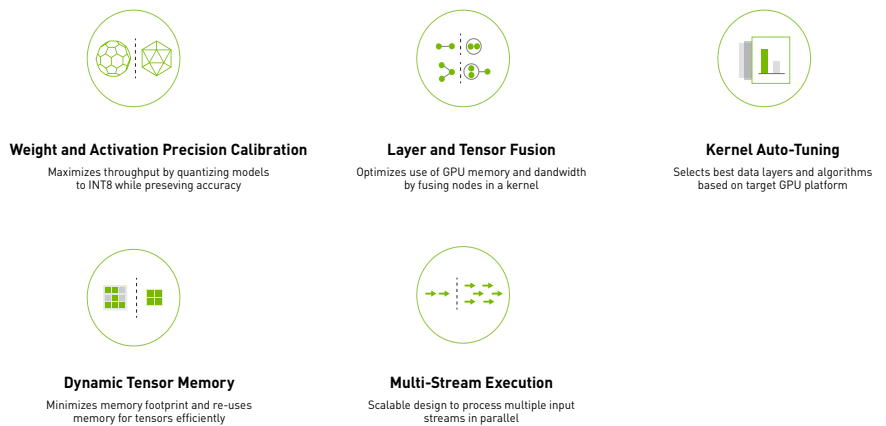 Weight and Activation Precision Calibration
Maximizes throughput by quantizing models
to INT8 while preseving accuracy
Layer and Tensor Fusion
Optimizes use of GPU memory and dandwidth
by fusing nodes in a kernel
Kernel Auto-Tuning
Selects best data layers and algorithms
based on target GPU platform
Dynamic Tensor Memory
Minimizes memory footprint and re-uses
memory for tensors efficiently
Multi-Stream Execution
Scalable design to process multiple input
streams in parallel